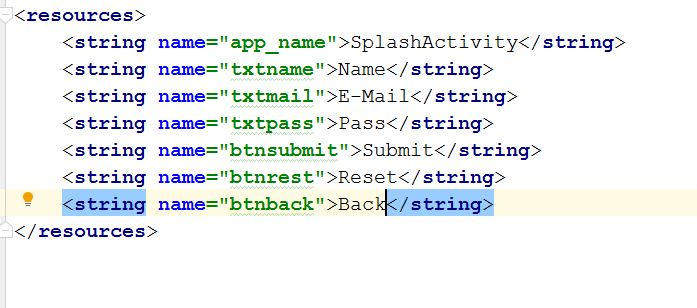 <resources>
    <string name="app_name">SplashActivity</string>
    <string name="txtname">Name</string>
    <string name="txtmail">E-Mail</string>
    <string name="txtpass">Pass</string>
    <string name="btnsubmit">Submit</string>
    <string name="btnrest">Reset</string>
    <string name="btnback">Back</string>
</resources>